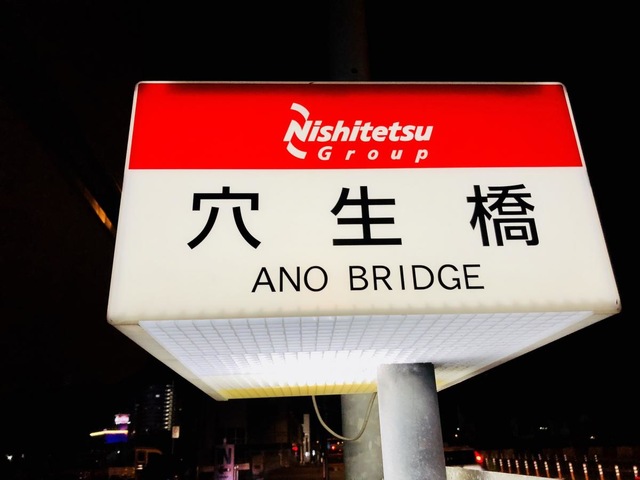 Nishitetsu
Group
穴生橋
ANO BRIDGE